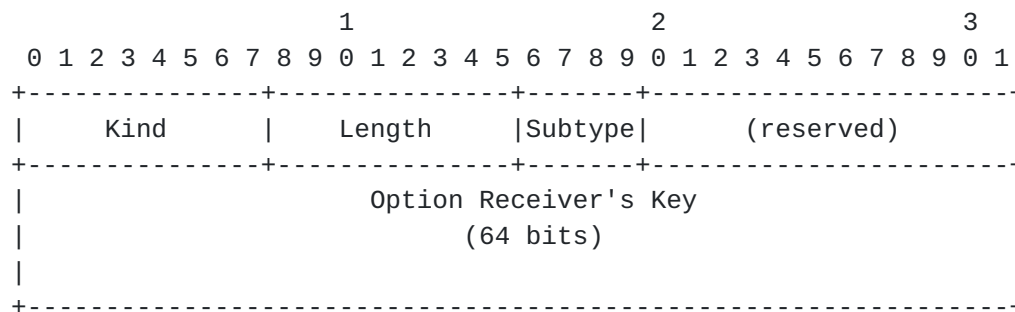 1                   2                   3
 0 1 2 3 4 5 6 7 8 9 0 1 2 3 4 5 6 7 8 9 0 1 2 3 4 5 6 7 8 9 0 1
+---------------+---------------+-------+-----------------------+
|     Kind      |    Length     |Subtype|      (reserved)
+---------------+---------------+-------+-----------------------+
|                      Option Receiver's Key
|                            (64 bits)
|
+---------------------------------------------------------------+